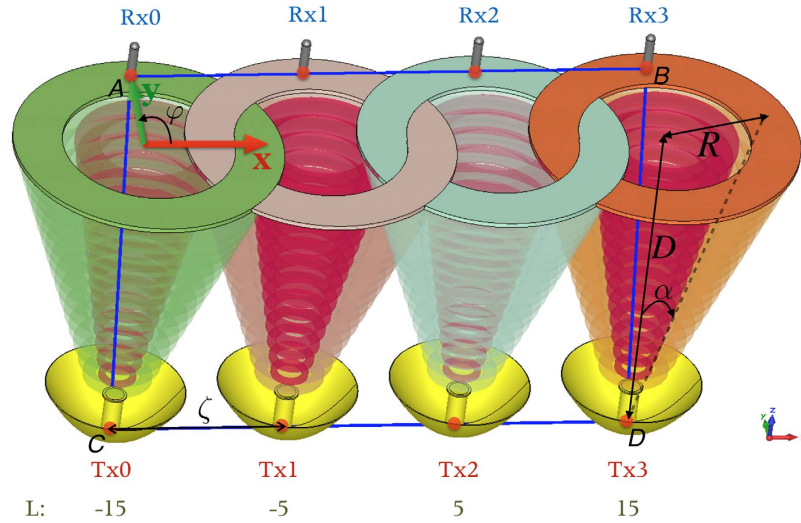 Rx0 Rx1 Rx2 Rx3
A B
y φ
x R
D
α
ζ
C D
Tx0 Tx1 Tx2 Tx3
L: -15 -5 5 15
y z